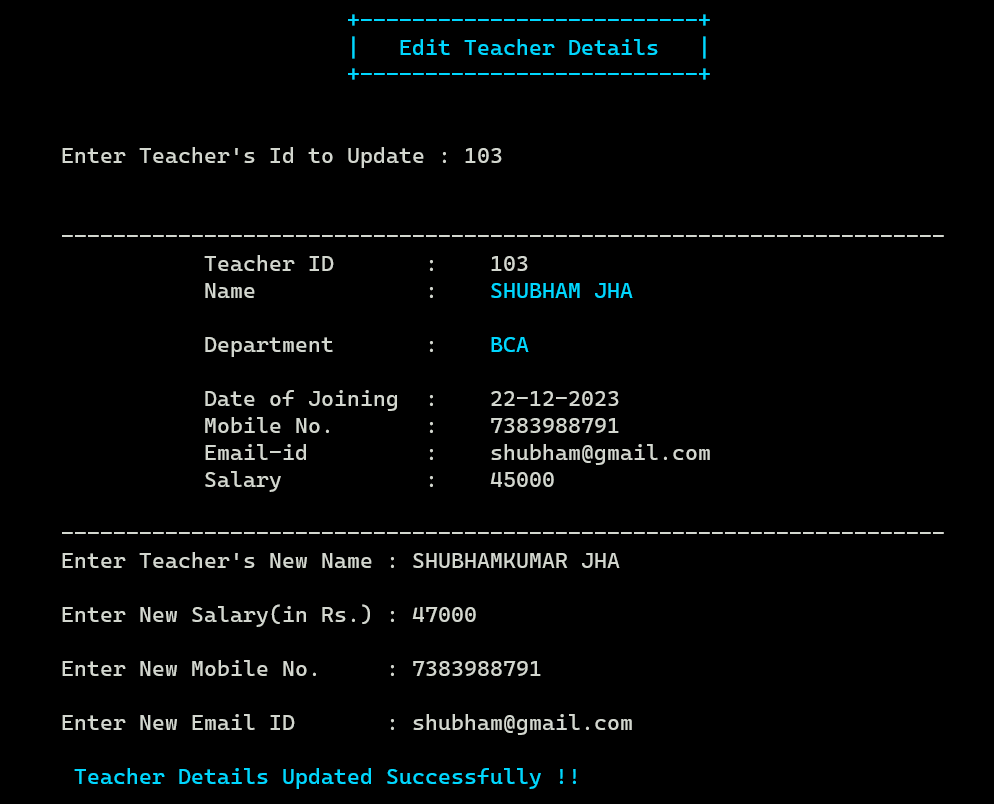 +--------------------------+
|   Edit Teacher Details   |
+--------------------------+
Enter Teacher's Id to Update : 103
--------------------------------------------------------------------
Teacher ID       :    103
Name             :    SHUBHAM JHA
Department       :    BCA
Date of Joining  :    22-12-2023
Mobile No.       :    7383988791
Email-id         :    shubham@gmail.com
Salary           :    45000
--------------------------------------------------------------------
Enter Teacher's New Name : SHUBHAMKUMAR JHA
Enter New Salary(in Rs.) : 47000
Enter New Mobile No.     : 7383988791
Enter New Email ID       : shubham@gmail.com
Teacher Details Updated Successfully !!